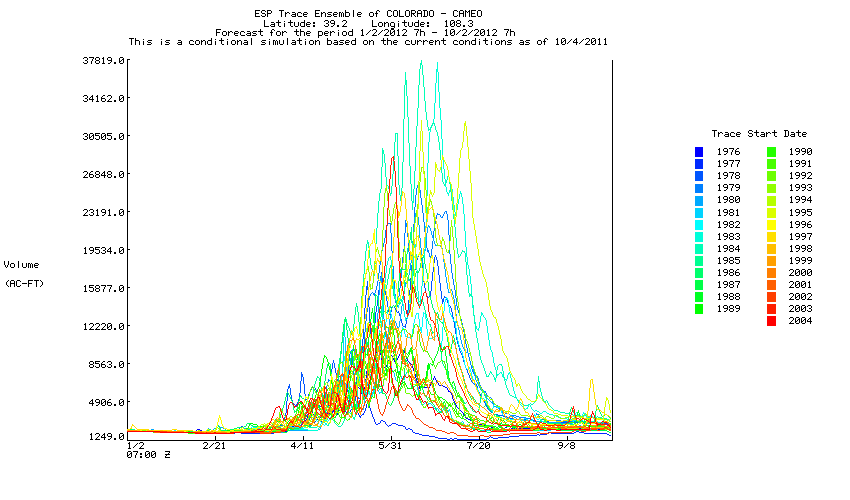 ESP Trace Ensemble of COLORADO - CAMEO
Latitude: 39.2 Longitude: 108.3
Forecast for the period 1/2/2012 7h - 10/2/2012 7h
This is a conditional simulation based on the current conditions as of 10/4/2011
37819.0
34162.0
30505.0
26848.0
23191.0
19534.0
15877.0
12220.0
8563.0
4906.0
1249.0
Volume
(AC-FT)
1/2 2/21 4/11 5/31 7/20 9/8
07:00 Z
Trace Start Date
1976 1990
1977 1991
1978 1992
1979 1993
1980 1994
1981 1995
1982 1996
1983 1997
1984 1998
1985 1999
1986 2000
1987 2001
1988 2002
1989 2003
2004